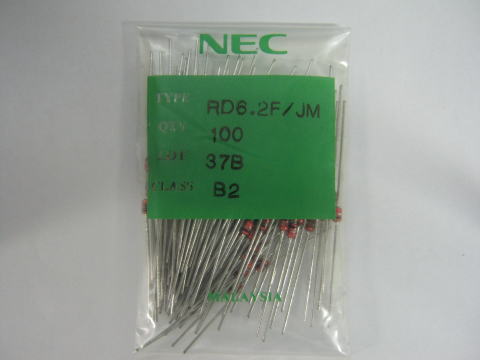 NEC
TYPE RD6.2F/JM
QTY 100
LOT 37B
CLASS B2
MALAYSIA